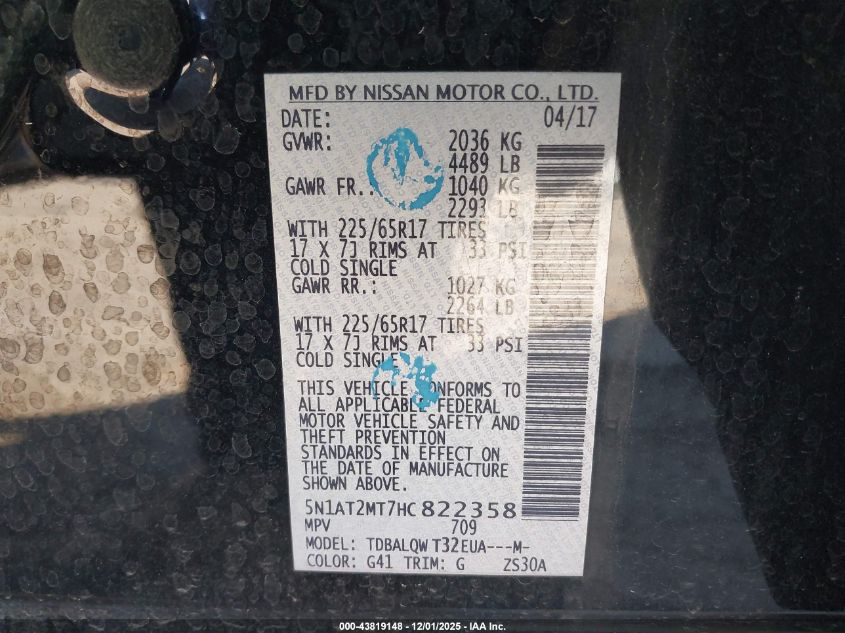 MFD BY NISSAN MOTOR CO., LTD.
DATE: 04/17
GVWR: 2036 KG
4489 LB
GAWR FR.: 1040 KG
2293 LB
WITH 225/65R17 TIRES
17 X 7J RIMS AT 33 PSI
COLD SINGLE
GAWR RR.: 1027 KG
2264 LB
WITH 225/65R17 TIRES
17 X 7J RIMS AT 33 PSI
COLD SINGLE
THIS VEHICLE CONFORMS TO
ALL APPLICABLE FEDERAL
MOTOR VEHICLE SAFETY AND
THEFT PREVENTION
STANDARDS IN EFFECT ON
THE DATE OF MANUFACTURE
SHOWN ABOVE.
5N1AT2MT7HC822358
MPV 709
MODEL: TDBALQW T32EUA---M-
COLOR: G41 TRIM: G ZS30A
000-43819148 - 12/01/2025 - IAA Inc.